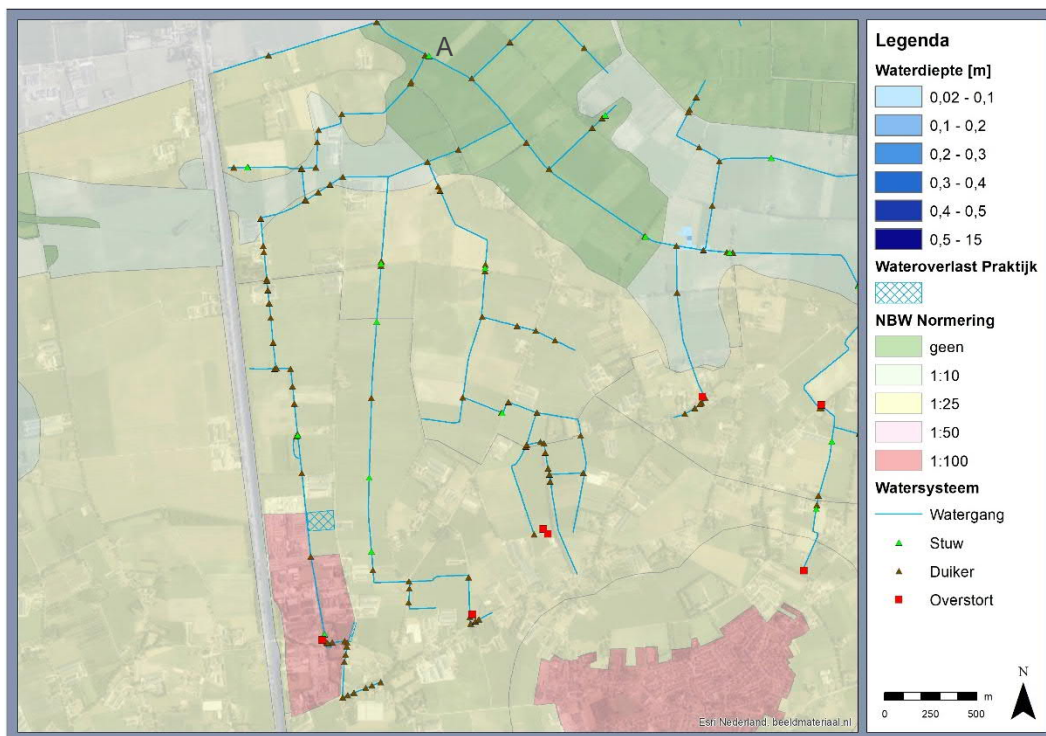 A
Esri Nederland, beeldmateriaal.nl
Legenda
Waterdiepte [m]
0,02 - 0,1
0,1 - 0,2
0,2 - 0,3
0,3 - 0,4
0,4 - 0,5
0,5 - 15
Wateroverlast Praktijk
NBW Normering
geen
1:10
1:25
1:50
1:100
Watersysteem
Watergang
Stuw
Duiker
Overstort
N
0 250 500 m